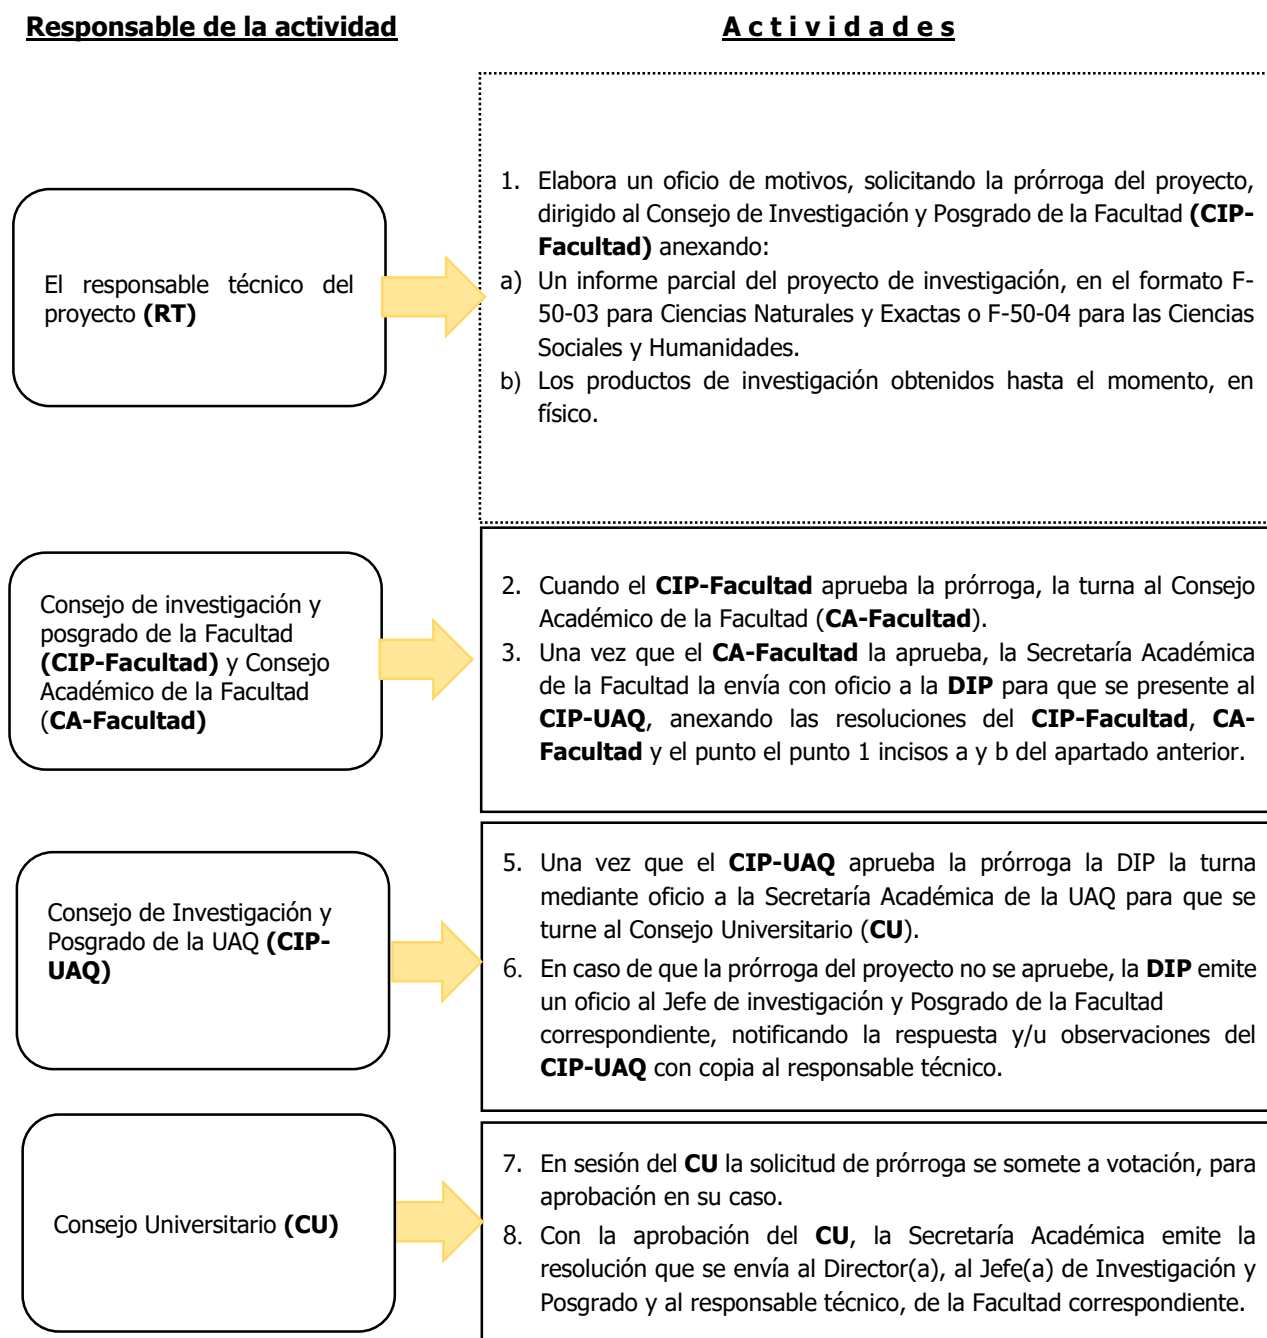 Responsable de la actividad
A c t i v i d a d e s
El responsable técnico del
proyecto (RT)
1. Elabora un oficio de motivos, solicitando la prórroga del proyecto,
dirigido al Consejo de Investigación y Posgrado de la Facultad (CIP-
Facultad) anexando:
a) Un informe parcial del proyecto de investigación, en el formato F-
50-03 para Ciencias Naturales y Exactas o F-50-04 para las Ciencias
Sociales y Humanidades.
b) Los productos de investigación obtenidos hasta el momento, en
físico.
Consejo de investigación y
posgrado de la Facultad
(CIP-Facultad) y Consejo
Académico de la Facultad
(CA-Facultad)
2. Cuando el CIP-Facultad aprueba la prórroga, la turna al Consejo
Académico de la Facultad (CA-Facultad).
3. Una vez que el CA-Facultad la aprueba, la Secretaría Académica
de la Facultad la envía con oficio a la DIP para que se presente al
CIP-UAQ, anexando las resoluciones del CIP-Facultad, CA-
Facultad y el punto el punto 1 incisos a y b del apartado anterior.
Consejo de Investigación y
Posgrado de la UAQ (CIP-
UAQ)
5. Una vez que el CIP-UAQ aprueba la prórroga la DIP la turna
mediante oficio a la Secretaría Académica de la UAQ para que se
turne al Consejo Universitario (CU).
6. En caso de que la prórroga del proyecto no se apruebe, la DIP emite
un oficio al Jefe de investigación y Posgrado de la Facultad
correspondiente, notificando la respuesta y/u observaciones del
CIP-UAQ con copia al responsable técnico.
Consejo Universitario (CU)
7. En sesión del CU la solicitud de prórroga se somete a votación, para
aprobación en su caso.
8. Con la aprobación del CU, la Secretaría Académica emite la
resolución que se envía al Director(a), al Jefe(a) de Investigación y
Posgrado y al responsable técnico, de la Facultad correspondiente.